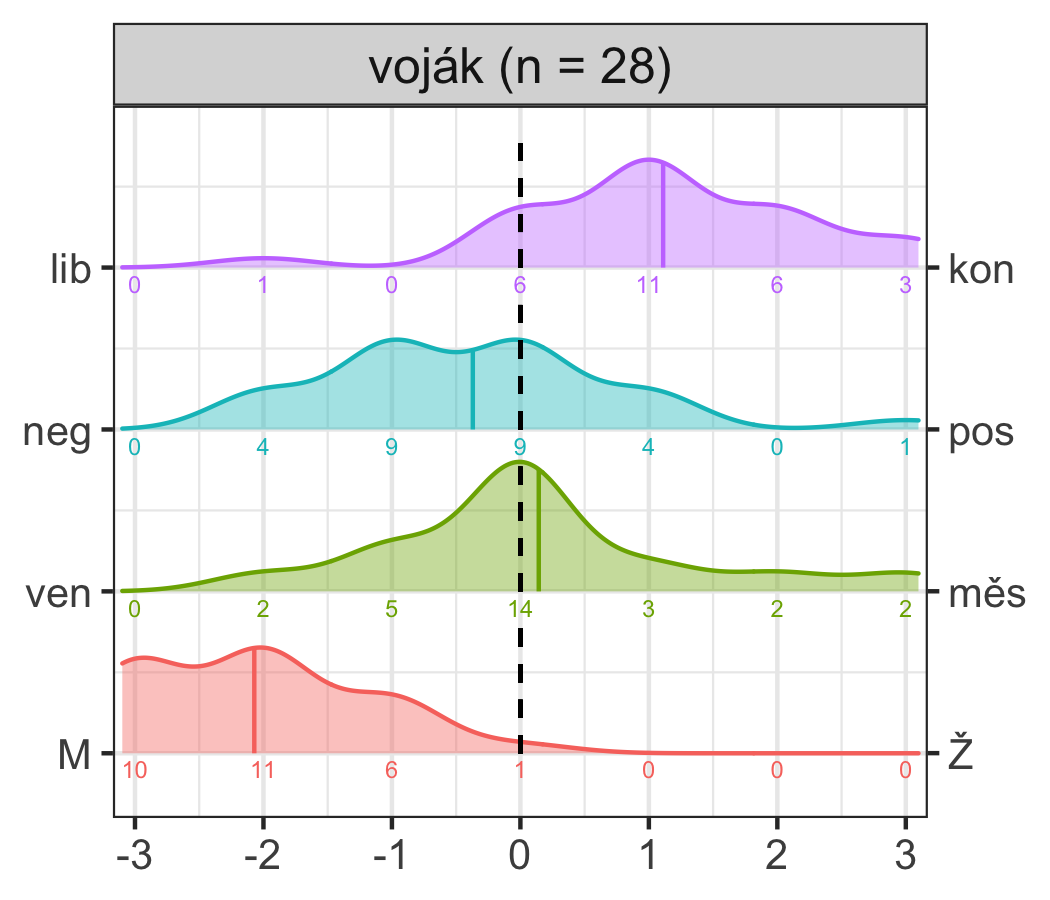 voják (n = 28)
lib kon
0 1 0 6 11 6 3
neg pos
0 4 9 9 4 0 1
ven měs
0 2 5 14 3 2 2
M Ž
10 11 6 1 0 0 0
-3 -2 -1 0 1 2 3